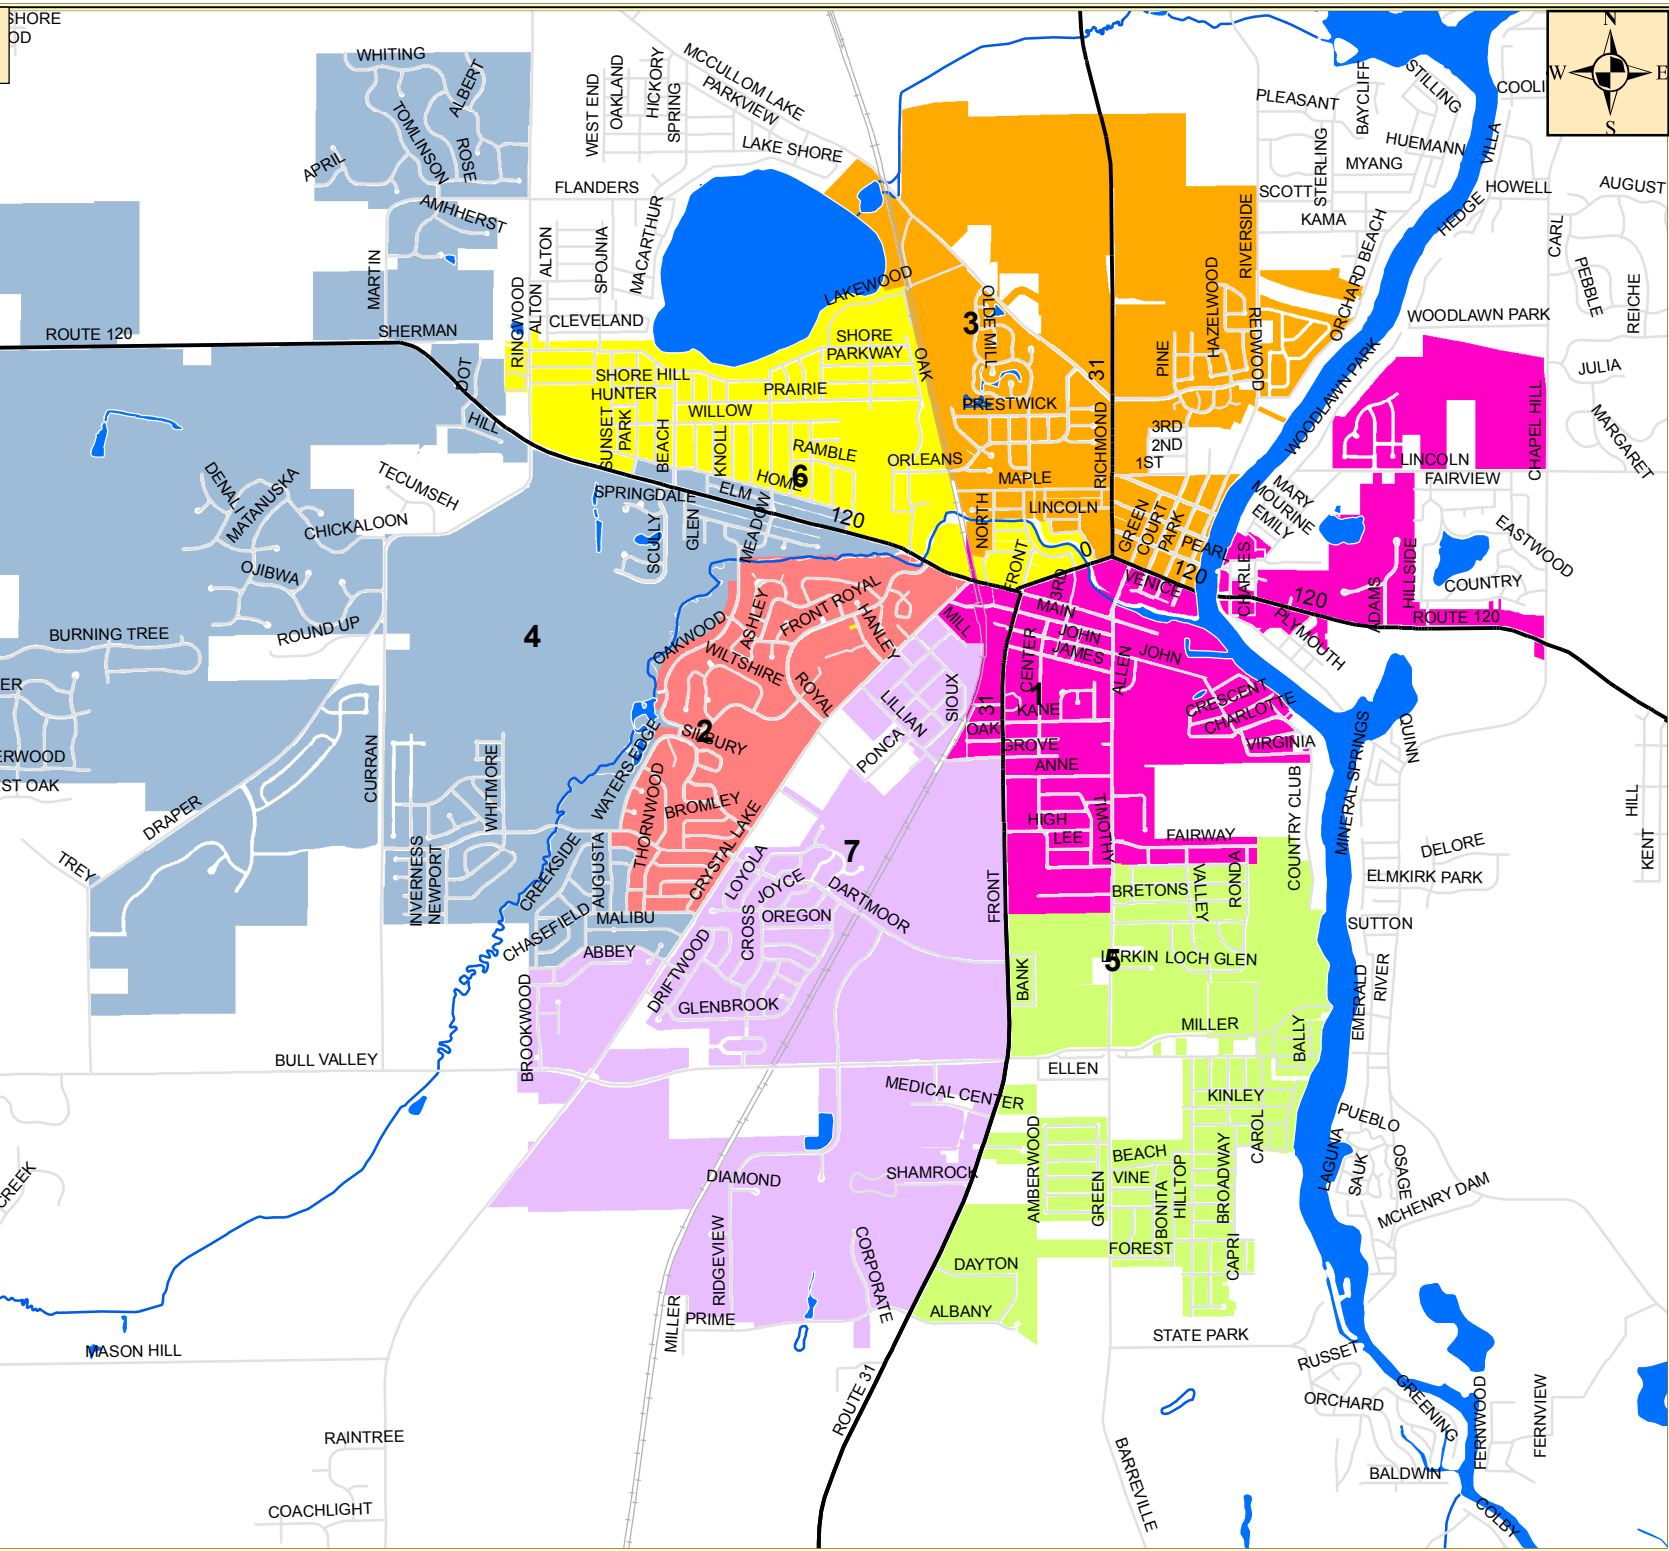 SHORE
OD
N
W
E
S
WHITING
ALBERT
TOMLINSON
ROSE
APRIL
AMHHERST
MARTIN
SHERMAN
ROUTE 120
WEST END
OAKLAND
HICKORY
SPRING
MCCULLOM LAKE
PARKVIEW
LAKE SHORE
FLANDERS
ALTON
SPOJNIA
MACARTHUR
RINGWOOD
ALTON
CLEVELAND
LAKEWOOD
SHORE
PARKWAY
OAK
SHORE HILL
HUNTER
PRAIRIE
WILLOW
SUNSET
PARK
BEACH
KNOLL
RAMBLE
HOME
6
ORLEANS
DOT
HILL
ELM
SPRINGDALE
MEADOW
120
SCULLY
GLEN
TECUMSEH
DENALI
MATANUSKA
CHICKALOON
OJIBWA
ROUND UP
BURNING TREE
4
ER
ERWOOD
ST OAK
DRAPER
TREY
CURRAN
INVERNESS
NEWPORT
WHITMORE
CREEKSIDE
AUGUSTA
CHASEFIELD
MALIBU
ABBEY
WATERS EDGE
OAKWOOD
ASHLEY
FRONT ROYAL
HANLEY
WILTSHIRE
ROYAL
2
SILBURY
THORNWOOD
BROMLEY
CRYSTAL LAKE
MILL
SIOUX
LILLIAN
PONCA
7
LOYOLA
JOYCE
DARTMOOR
CROSS
OREGON
DRIFTWOOD
GLENBROOK
BROOKWOOD
BULL VALLEY
MEDICAL CENTER
DIAMOND
SHAMROCK
RIDGEVIEW
CORPORATE
MILLER
PRIME
CREEK
MASON HILL
RAINTREE
COACHLIGHT
ROUTE 31
3
OLDE MILL
PRESTWICK
31
RICHMOND
MAPLE
NORTH
LINCOLN
FRONT
0
PINE
HAZELWOOD
REDWOOD
RIVERSIDE
3RD
2ND
1ST
GREEN
COURT
PARK
PEARL
120
VENICE
PLEASANT
BAYCLIFF
STILLING
COOLI
HUEMANN
VILLA
STERLING
MYANG
SCOTT
KAMA
HOWELL
AUGUST
HEDGE
ORCHARD BEACH
CARL
PEBBLE
REICHE
WOODLAWN PARK
WOODLAWN PARK
JULIA
MARGARET
CHAPEL HILL
LINCOLN
FAIRVIEW
MARY
MOURINE
EMILY
CHARLES
HILLSIDE
ADAMS
EASTWOOD
COUNTRY
120
ROUTE 120
PLYMOUTH
3RD
MAIN
JOHN
JAMES
CENTER
ALLEN
JOHN
31
1
KANE
OAK
GROVE
ANNE
CRESCENT
CHARLOTTE
VIRGINIA
HIGH
LEE
TIMOTHY
FAIRWAY
COUNTRY CLUB
MINERAL SPRINGS
QUINN
HILL
KENT
DELORE
ELMKIRK PARK
SUTTON
BRETONS
VALLEY
RONDA
FRONT
LARKIN
5
LOCH GLEN
BANK
MILLER
BALLY
EMERALD
RIVER
ELLEN
KINLEY
CAROL
AMBERWOOD
BEACH
VINE
GREEN
BONITA
HILLTOP
BROADWAY
FOREST
CAPRI
DAYTON
ALBANY
PUEBLO
LAGUNA
SAUK
OSAGE
MCHENRY DAM
STATE PARK
RUSSET
ORCHARD
GREENING
FERNWOOD
FERNVIEW
BALDWIN
COLBY
BARREVILLE